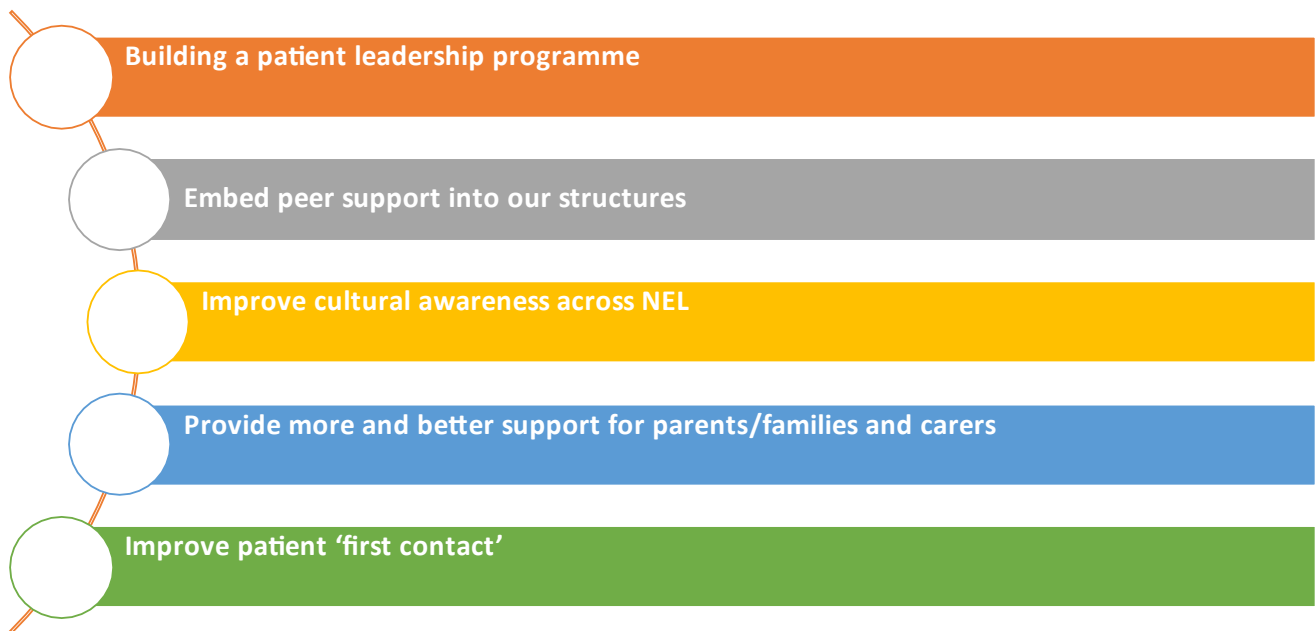 Building a patient leadership programme
Embed peer support into our structures
Improve cultural awareness across NEL
Provide more and better support for parents/families and carers
Improve patient ‘first contact’